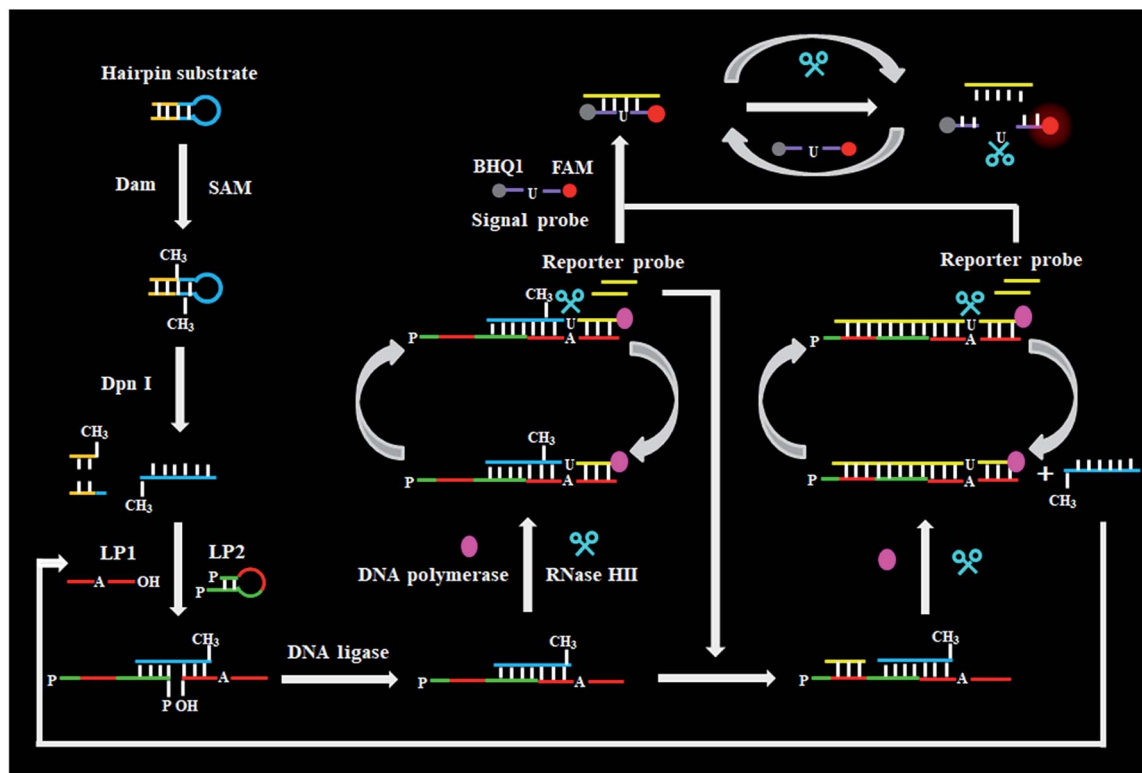 Hairpin substrate
Dam
SAM
CH3
CH3
Dpn I
CH3
CH3
LP1
LP2
A
OH
P
P
CH3
P
A
P
OH
DNA ligase
CH3
P
A
DNA polymerase
RNase HII
CH3
U
P
A
CH3
U
P
A
Reporter probe
BHQ1
FAM
U
Signal probe
U
U
U
Reporter probe
U
P
A
U
P
A
+
CH3
CH3
P
A